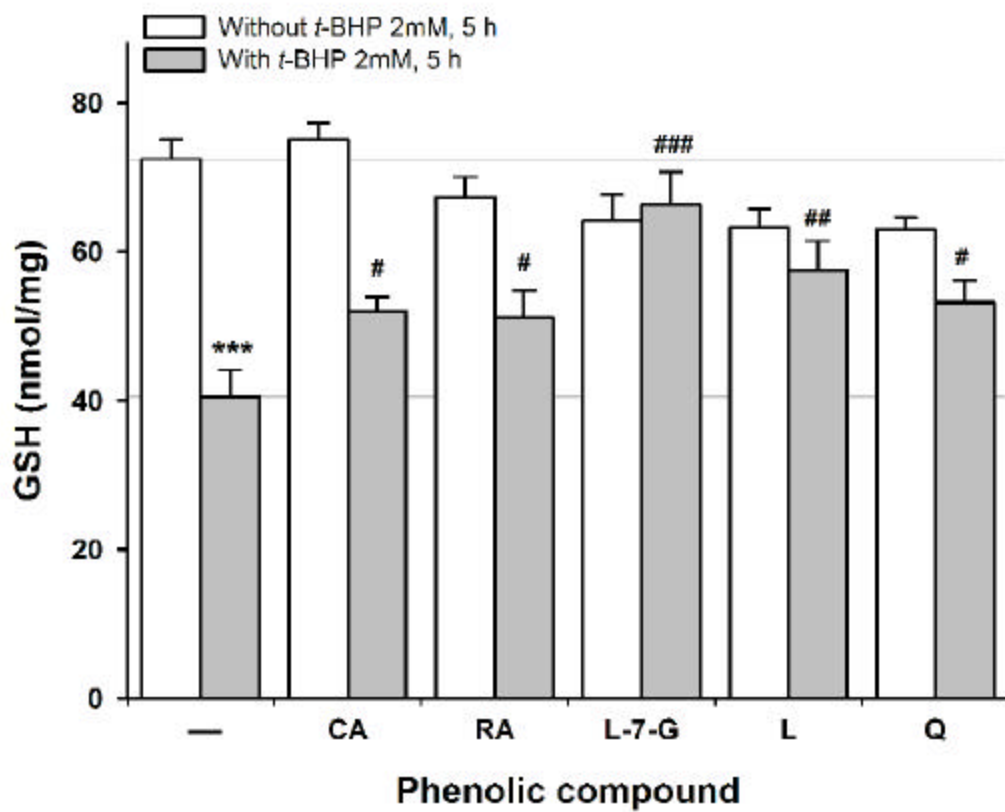 Without t-BHP 2mM, 5 h
With t-BHP 2mM, 5 h
GSH (nmol/mg)
80
60
40
20
0
***
#
#
###
##
#
— CA RA L-7-G L Q
Phenolic compound